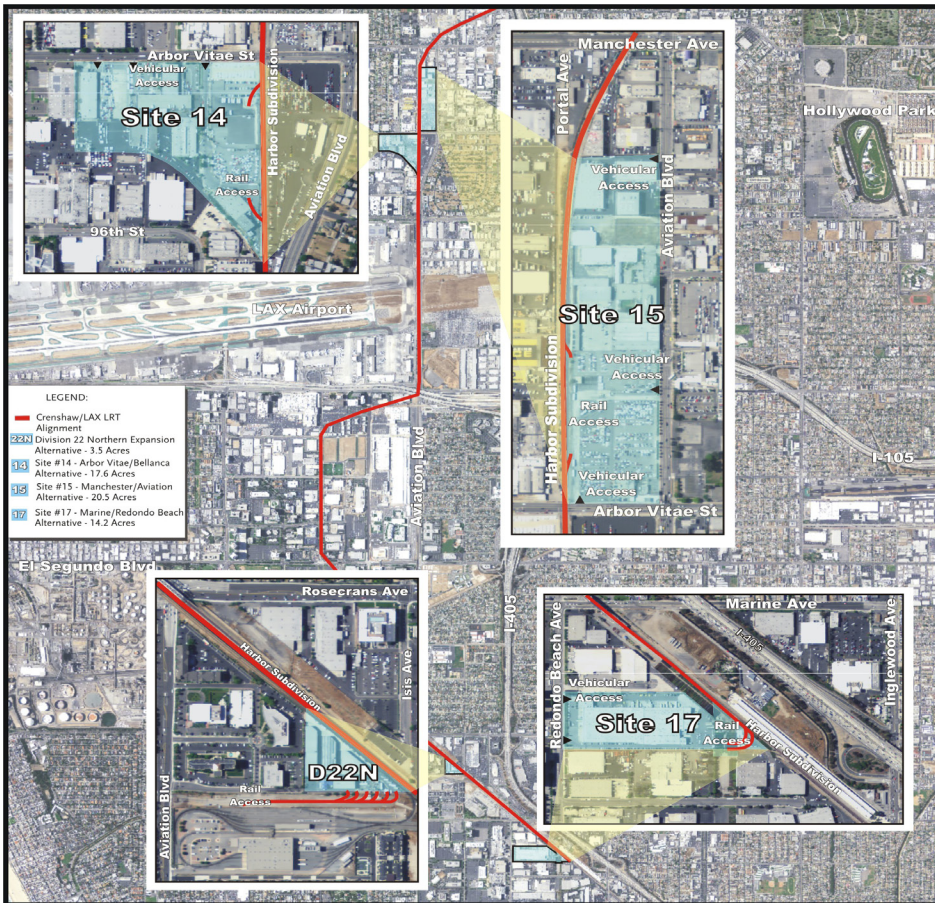 Arbor Vitae St
Vehicular
Access
Site 14
Harbor Subdivision
Aviation Blvd
Rail
Access
96th St
Manchester Ave
Portal Ave
Vehicular
Access
Aviation Blvd
Site 15
Harbor Subdivision
Vehicular
Access
Rail
Access
Vehicular
Access
Arbor Vitae St
Hollywood Park
LAX Airport
Aviation Blvd
I-105
LEGEND:
Crenshaw/LAX LRT
Alignment
22N Division 22 Northern Expansion
Alternative - 3.5 Acres
14 Site #14 - Arbor Vitae/Bellanca
Alternative - 17.6 Acres
15 Site #15 - Manchester/Aviation
Alternative - 20.5 Acres
17 Site #17 - Marine/Redondo Beach
Alternative - 14.2 Acres
El Segundo Blvd
I-405
Rosecrans Ave
Harbor Subdivision
Isis Ave
D22N
Rail
Access
Aviation Blvd
Marine Ave
I-405
Redondo Beach Ave
Inglewood Ave
Vehicular
Access
Site 17
Rail
Access
Harbor Subdivision